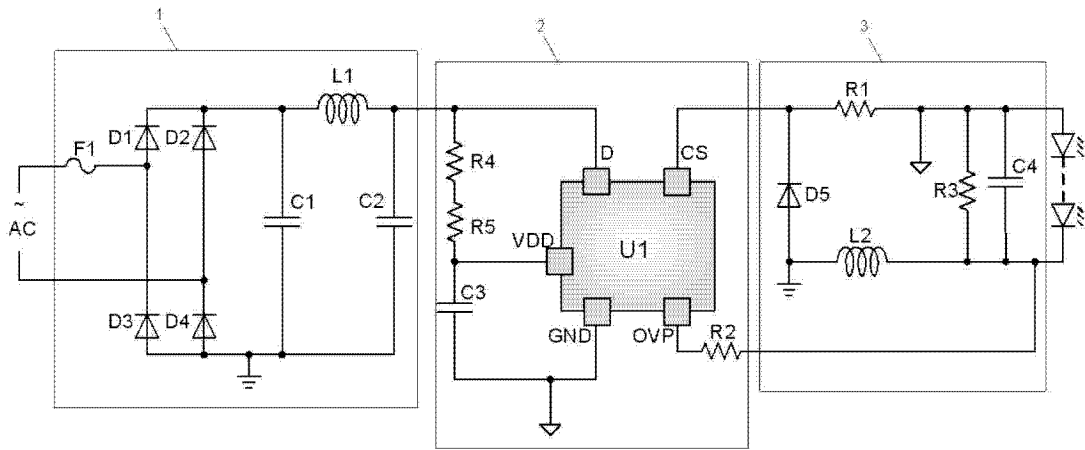 1
2
3
L1
R1
D1
D2
F1
R4
D
CS
C4
R3
~
AC
C1
C2
R5
D5
VDD
U1
L2
C3
D3
D4
GND
OVP
R2